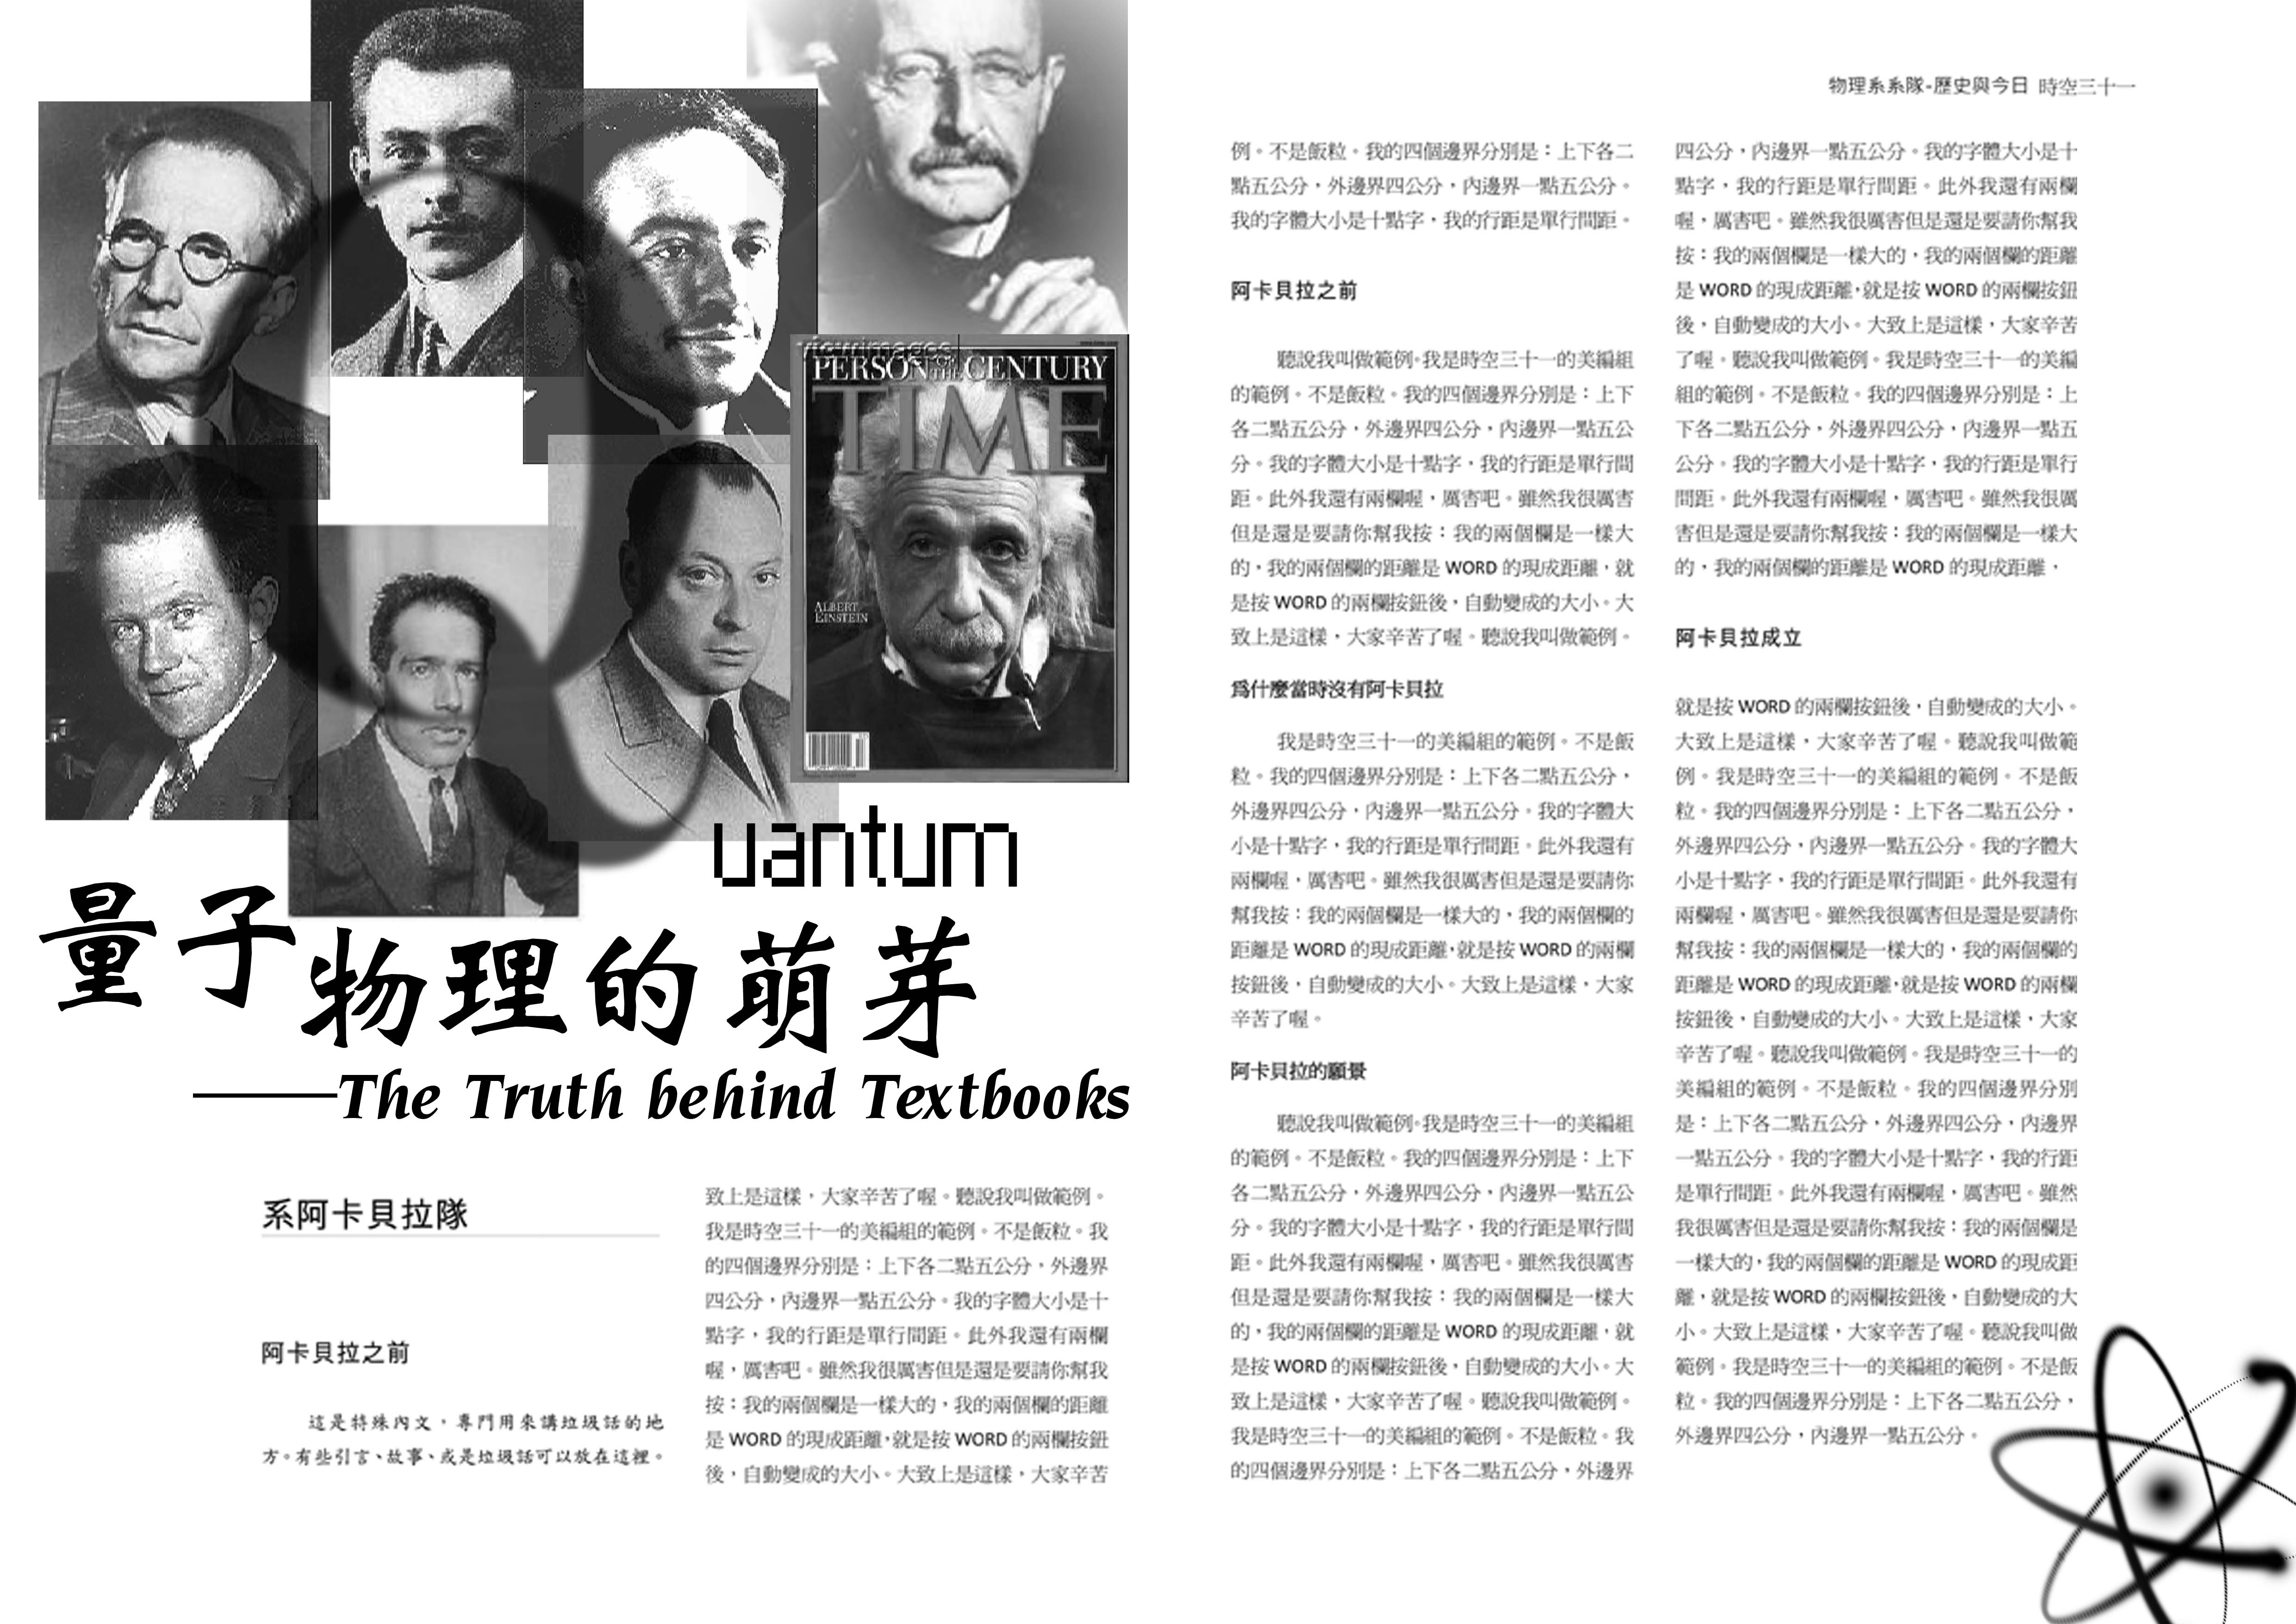 viewimages
PERSON OF THE CENTURY
TIME
ALBERT
EINSTEIN
Quantum
量子物理的萌芽
——The Truth behind Textbooks
系阿卡貝拉隊
阿卡貝拉之前
這是特殊內文，專門用來講垃圾話的地
方。有些引言、故事、或是垃圾話可以放在這裡。
致上是這樣，大家辛苦了喔。聽說我叫做範例。
我是時空三十一的美編組的範例。不是飯粒。我
的四個邊界分別是：上下各二點五公分，外邊界
四公分，內邊界一點五公分。我的字體大小是十
點字，我的行距是單行間距。此外我還有兩欄
喔，厲害吧。雖然我很厲害但是還是要請你幫我
按：我的兩個欄是一樣大的，我的兩個欄的距離
是 WORD 的現成距離，就是按 WORD 的兩欄按鈕
後，自動變成的大小。大致上是這樣，大家辛苦
物理系系隊-歷史與今日 時空三十一
例。不是飯粒。我的四個邊界分別是：上下各二
點五公分，外邊界四公分，內邊界一點五公分。
我的字體大小是十點字，我的行距是單行間距。
阿卡貝拉之前
聽說我叫做範例。我是時空三十一的美編組
的範例。不是飯粒。我的四個邊界分別是：上下
各二點五公分，外邊界四公分，內邊界一點五公
分。我的字體大小是十點字，我的行距是單行間
距。此外我還有兩欄喔，厲害吧。雖然我很厲害
但是還是要請你幫我按：我的兩個欄是一樣大
的，我的兩個欄的距離是 WORD 的現成距離，就
是按 WORD 的兩欄按鈕後，自動變成的大小。大
致上是這樣，大家辛苦了喔。聽說我叫做範例。
為什麼當時沒有阿卡貝拉
我是時空三十一的美編組的範例。不是飯
粒。我的四個邊界分別是：上下各二點五公分，
外邊界四公分，內邊界一點五公分。我的字體大
小是十點字，我的行距是單行間距。此外我還有
兩欄喔，厲害吧。雖然我很厲害但是還是要請你
幫我按：我的兩個欄是一樣大的，我的兩個欄的
距離是 WORD 的現成距離，就是按 WORD 的兩欄
按鈕後，自動變成的大小。大致上是這樣，大家
辛苦了喔。
阿卡貝拉的願景
聽說我叫做範例。我是時空三十一的美編組
的範例。不是飯粒。我的四個邊界分別是：上下
各二點五公分，外邊界四公分，內邊界一點五公
分。我的字體大小是十點字，我的行距是單行間
距。此外我還有兩欄喔，厲害吧。雖然我很厲害
但是還是要請你幫我按：我的兩個欄是一樣大
的，我的兩個欄的距離是 WORD 的現成距離，就
是按 WORD 的兩欄按鈕後，自動變成的大小。大
致上是這樣，大家辛苦了喔。聽說我叫做範例。
我是時空三十一的美編組的範例。不是飯粒。我
的四個邊界分別是：上下各二點五公分，外邊界
四公分，內邊界一點五公分。我的字體大小是十
點字，我的行距是單行間距。此外我還有兩欄
喔，厲害吧。雖然我很厲害但是還是要請你幫我
按：我的兩個欄是一樣大的，我的兩個欄的距離
是 WORD 的現成距離，就是按 WORD 的兩欄按鈕
後，自動變成的大小。大致上是這樣，大家辛苦
了喔。聽說我叫做範例。我是時空三十一的美編
組的範例。不是飯粒。我的四個邊界分別是：上
下各二點五公分，外邊界四公分，內邊界一點五
公分。我的字體大小是十點字，我的行距是單行
間距。此外我還有兩欄喔，厲害吧。雖然我很厲
害但是還是要請你幫我按：我的兩個欄是一樣大
的，我的兩個欄的距離是 WORD 的現成距離，
阿卡貝拉成立
就是按 WORD 的兩欄按鈕後，自動變成的大小。
大致上是這樣，大家辛苦了喔。聽說我叫做範
例。我是時空三十一的美編組的範例。不是飯
粒。我的四個邊界分別是：上下各二點五公分，
外邊界四公分，內邊界一點五公分。我的字體大
小是十點字，我的行距是單行間距。此外我還有
兩欄喔，厲害吧。雖然我很厲害但是還是要請你
幫我按：我的兩個欄是一樣大的，我的兩個欄的
距離是 WORD 的現成距離，就是按 WORD 的兩欄
按鈕後，自動變成的大小。大致上是這樣，大家
辛苦了喔。聽說我叫做範例。我是時空三十一的
美編組的範例。不是飯粒。我的四個邊界分別
是：上下各二點五公分，外邊界四公分，內邊界
一點五公分。我的字體大小是十點字，我的行距
是單行間距。此外我還有兩欄喔，厲害吧。雖然
我很厲害但是還是要請你幫我按：我的兩個欄是
一樣大的，我的兩個欄的距離是 WORD 的現成距
離，就是按 WORD 的兩欄按鈕後，自動變成的大
小。大致上是這樣，大家辛苦了喔。聽說我叫做
範例。我是時空三十一的美編組的範例。不是飯
粒。我的四個邊界分別是：上下各二點五公分，
外邊界四公分，內邊界一點五公分。